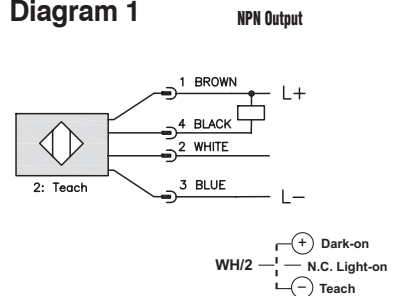 Diagram 1
NPN Output
1 BROWN
L+
4 BLACK
2 WHITE
2: Teach
3 BLUE
L−
+ Dark-on
WH/2 N.C. Light-on
− Teach